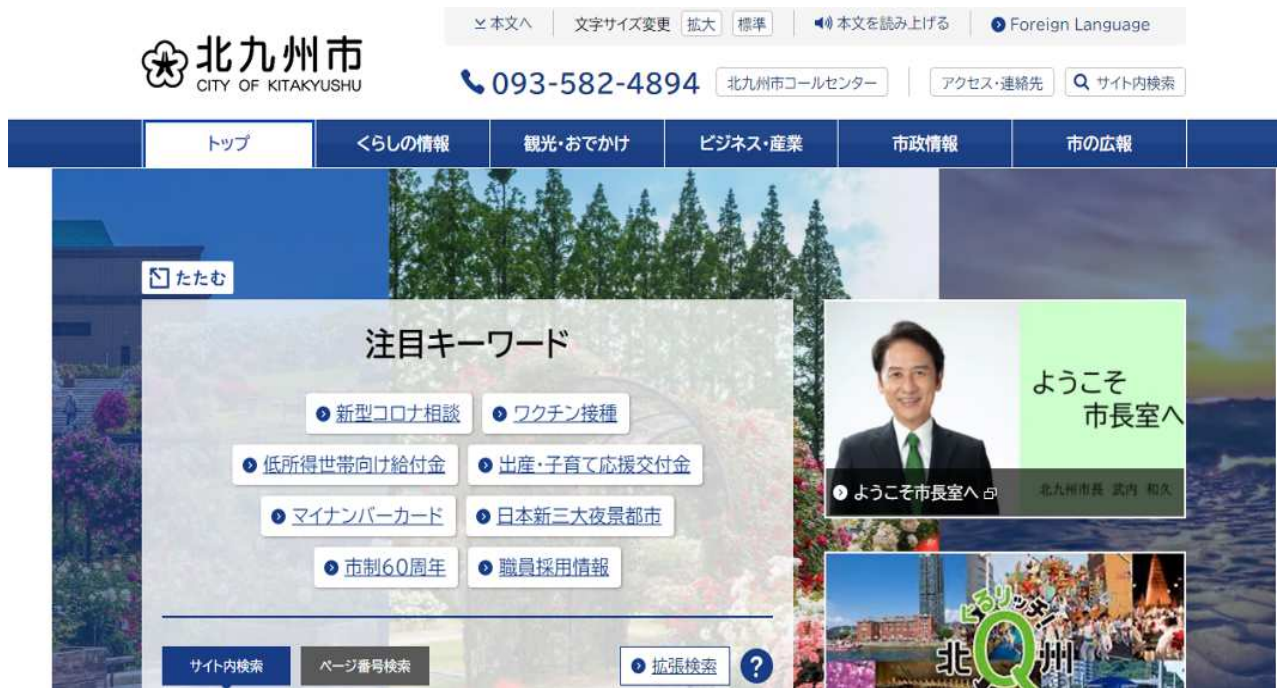 本文へ 文字サイズ変更 拡大 標準 本文を読み上げる Foreign Language
北九州市
CITY OF KITAKYUSHU
093-582-4894 北九州市コールセンター アクセス・連絡先 サイト内検索
トップ くらしの情報 観光・おでかけ ビジネス・産業 市政情報 市の広報
たたむ
注目キーワード
新型コロナ相談 ワクチン接種
低所得世帯向け給付金 出産・子育て応援交付金
マイナンバーカード 日本新三大夜景都市
市制60周年 職員採用情報
サイト内検索 ページ番号検索 拡張検索 ?
ようこそ
市長室へ
ようこそ市長室へ
北九州市長 武内 和久
ぐるリッチ!
北Q州